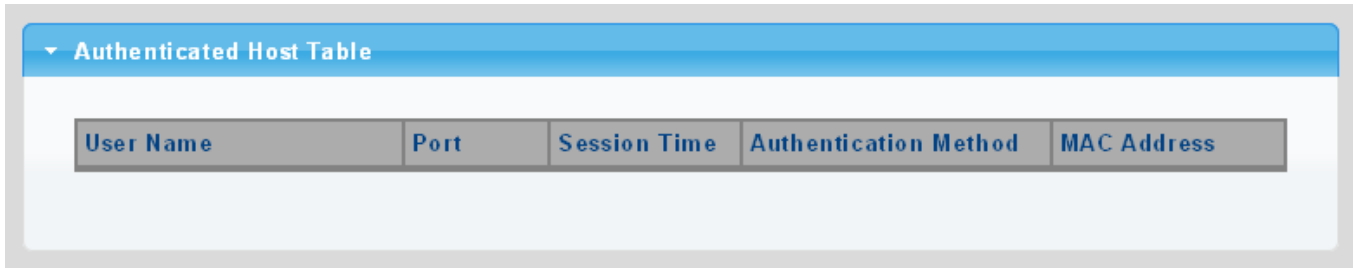 Authenticated Host Table
User Name Port Session Time Authentication Method MAC Address